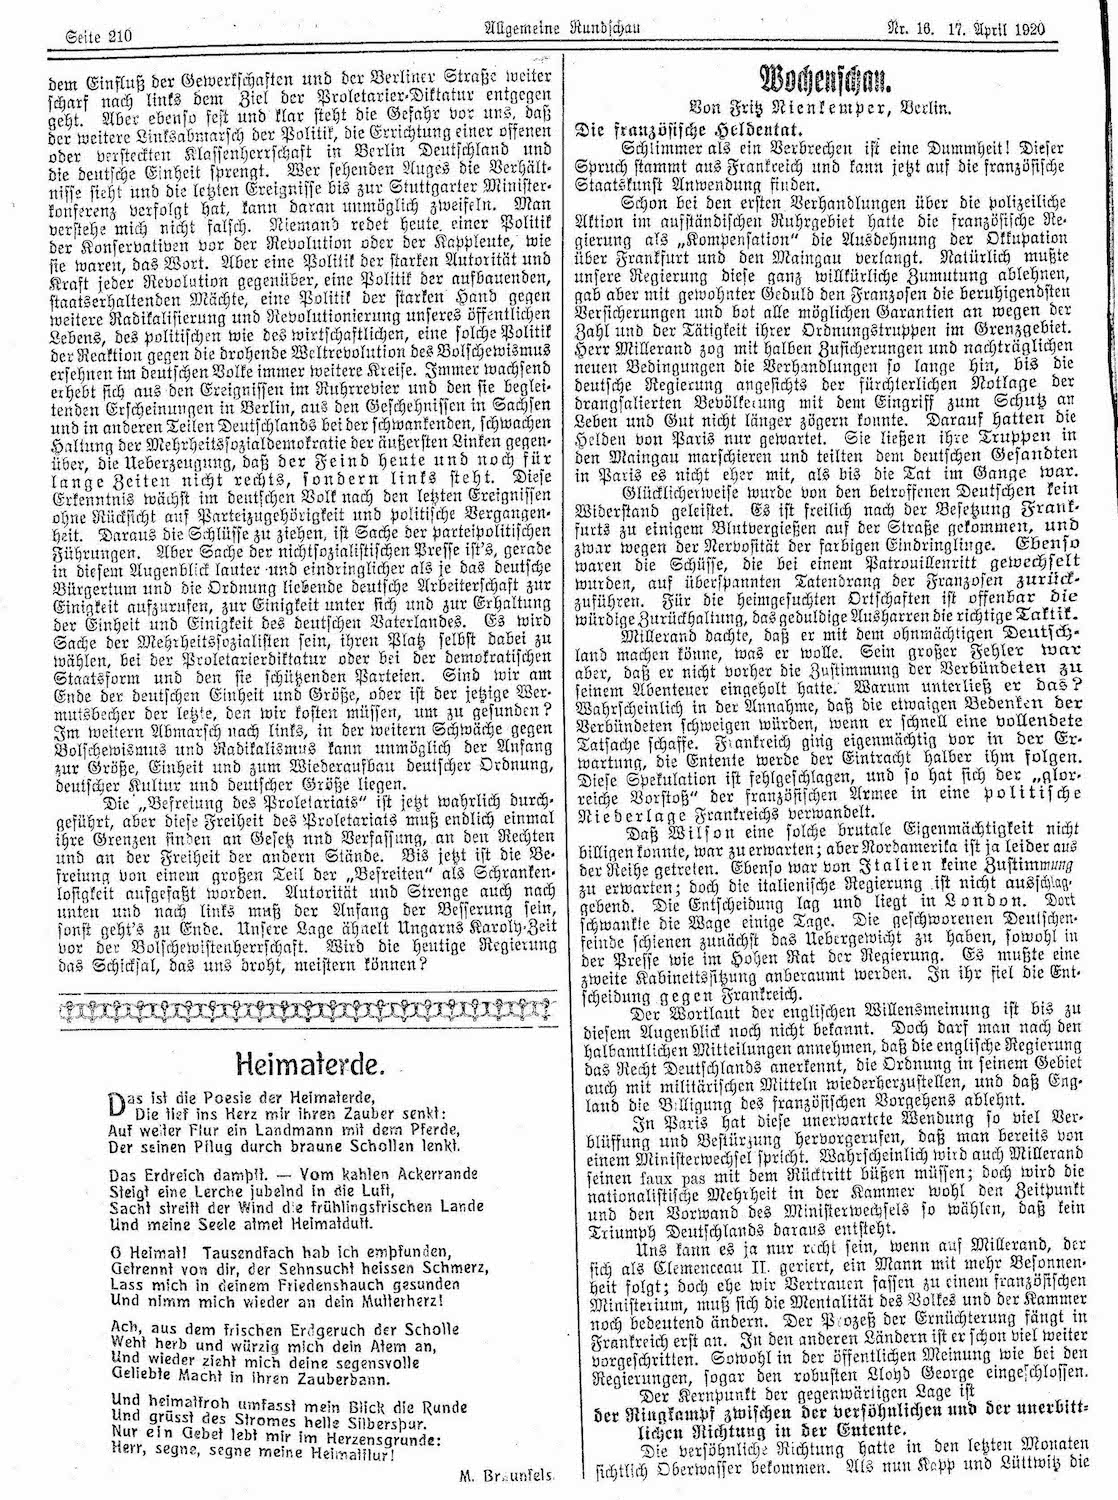 Seite 210
Allgemeine Rundschau
Nr. 16. 17. April 1920
dem Einfluß der Gewerkschaften und der Berliner Straße weiter
scharf nach links dem Ziel der Proletarier-Diktatur entgegen
geht. Aber ebenso fest und klar steht die Gefahr vor uns, daß
der weitere Linksabmarsch der Politik, die Errichtung einer offenen
oder versteckten Klassenherrschaft in Berlin Deutschland und
die deutsche Einheit sprengt. Wer sehenden Auges die Verhält-
nisse sieht und die letzten Ereignisse bis zur Stuttgarter Minister-
konferenz verfolgt hat, kann daran unmöglich zweifeln. Man
verstehe mich nicht falsch. Niemand redet heute einer Politik
der Konservativen vor der Revolution oder der Kappleute, wie
sie waren, das Wort. Aber eine Politik der starken Autorität und
Kraft jeder Revolution gegenüber, eine Politik der aufbauenden,
staatserhaltenden Mächte, eine Politik der starken Hand gegen
weitere Radikalisierung und Revolutionierung unseres öffentlichen
Lebens, des politischen wie des wirtschaftlichen, eine solche Politik
der Reaktion gegen die drohende Weltrevolution des Bolschewismus
ersehnen im deutschen Volke immer weitere Kreise. Immer wachsend
erhebt sich aus den Ereignissen im Ruhrrevier und den sie beglei-
tenden Erscheinungen in Berlin, aus den Geschehnissen in Sachsen
und in anderen Teilen Deutschlands bei der schwankenden, schwachen
Haltung der Mehrheitssozialdemokratie der äußersten Linken gegen-
über, die Ueberzeugung, daß der Feind heute und noch für
lange Zeiten nicht rechts, sondern links steht. Diese
Erkenntnis wächst im deutschen Volk nach den letzten Ereignissen
ohne Rücksicht auf Parteizugehörigkeit und politische Vergangen-
heit. Daraus die Schlüsse zu ziehen, ist Sache der parteipolitischen
Führungen. Aber Sache der nichtsozialistischen Presse ist's, gerade
in diesem Augenblick lauter und eindringlicher als je das deutsche
Bürgertum und die Ordnung liebende deutsche Arbeiterschaft zur
Einigkeit aufzurufen, zur Einigkeit unter sich und zur Erhaltung
der Einheit und Einigkeit des deutschen Vaterlandes. Es wird
Sache der Mehrheitssozialisten sein, ihren Platz selbst dabei zu
wählen, bei der Proletarierdiktatur oder bei der demokratischen
Staatsform und den sie schützenden Parteien. Sind wir am
Ende der deutschen Einheit und Größe, oder ist der jetzige Wer-
mutsbecher der letzte, den wir kosten müssen, um zu gesunden?
Im weitern Abmarsch nach links, in der weitern Schwäche gegen
Bolschewismus und Radikalismus kann unmöglich der Anfang
zur Größe, Einheit und zum Wiederaufbau deutscher Ordnung,
deutscher Kultur und deutscher Größe liegen.
Die „Befreiung des Proletariats“ ist jetzt wahrlich durch-
geführt, aber diese Freiheit des Proletariats muß endlich einmal
ihre Grenzen finden an Gesetz und Verfassung, an den Rechten
und an der Freiheit der andern Stände. Bis jetzt ist die Be-
freiung von einem großen Teil der „Befreiten“ als Schranken-
losigkeit aufgefaßt worden. Autorität und Strenge auch nach
unten und nach links muß der Anfang der Besserung sein,
sonst geht's zu Ende. Unsere Lage ähnelt Ungarns Karoly-Zeit
vor der Bolschewistenherrschaft. Wird die heutige Regierung
das Schicksal, das uns droht, meistern können?
Heimaterde.
Das ist die Poesie der Heimaterde,
Die tief ins Herz mir ihren Zauber senkt:
Auf weiter Flur ein Landmann mit dem Pferde,
Der seinen Pflug durch braune Schollen lenkt.
Das Erdreich dampft. — Vom kahlen Ackerrande
Steigt eine Lerche jubelnd in die Luft,
Sacht streift der Wind die frühlingsfrischen Lande
Und meine Seele atmet Heimatduft.
O Heimat! Tausendfach hab ich empfunden,
Getrennt von dir, der Sehnsucht heissen Schmerz,
Lass mich in deinem Friedenshauch gesunden
Und nimm mich wieder an dein Mutterherz!
Ach, aus dem frischen Erdgeruch der Scholle
Weht herb und würzig mich dein Atem an,
Und wieder zieht mich deine segensvolle
Geliebte Macht in ihren Zauberbann.
Und heimatfroh umfasst mein Blick die Runde
Und grüsst des Stromes helle Silberspur.
Nur ein Gebet lebt mir im Herzensgrunde:
Herr, segne, segne meine Heimatflur!
M. Braunfels.
Wochenschau.
Von Fritz Nienkemper, Berlin.
Die französische Heldentat.
Schlimmer als ein Verbrechen ist eine Dummheit! Dieser
Spruch stammt aus Frankreich und kann jetzt auf die französische
Staatskunst Anwendung finden.
Schon bei den ersten Verhandlungen über die polizeiliche
Aktion im aufständischen Ruhrgebiet hatte die französische Re-
gierung als „Kompensation“ die Ausdehnung der Okkupation
über Frankfurt und den Maingau verlangt. Natürlich mußte
unsere Regierung diese ganz willkürliche Zumutung ablehnen,
gab aber mit gewohnter Geduld den Franzosen die beruhigendsten
Versicherungen und bot alle möglichen Garantien an wegen der
Zahl und der Tätigkeit ihrer Ordnungstruppen im Grenzgebiet.
Herr Millerand zog mit halben Zusicherungen und nachträglichen
neuen Bedingungen die Verhandlungen so lange hin, bis die
deutsche Regierung angesichts der fürchterlichen Notlage der
drangsalierten Bevölkerung mit dem Eingriff zum Schutz an
Leben und Gut nicht länger zögern konnte. Darauf hatten die
Helden von Paris nur gewartet. Sie ließen ihre Truppen in
den Maingau marschieren und teilten dem deutschen Gesandten
in Paris es nicht eher mit, als bis die Tat im Gange war.
Glücklicherweise wurde von den betroffenen Deutschen kein
Widerstand geleistet. Es ist freilich nach der Besetzung Frank-
furts zu einigem Blutvergießen auf der Straße gekommen, und
zwar wegen der Nervosität der farbigen Eindringlinge. Ebenso
waren die Schüsse, die bei einem Patrouillenritt gewechselt
wurden, auf überspannten Tatendrang der Franzosen zurück-
zuführen. Für die heimgesuchten Ortschaften ist offenbar die
würdige Zurückhaltung, das geduldige Ausharren die richtige Taktik.
Millerand dachte, daß er mit dem ohnmächtigen Deutsch-
land machen könne, was er wolle. Sein großer Fehler war
aber, daß er nicht vorher die Zustimmung der Verbündeten zu
seinem Abenteuer eingeholt hatte. Warum unterließ er das?
Wahrscheinlich in der Annahme, daß die etwaigen Bedenken der
Verbündeten schweigen würden, wenn er schnell eine vollendete
Tatsache schaffe. Frankreich ging eigenmächtig vor in der Er-
wartung, die Entente werde der Eintracht halber ihm folgen.
Diese Spekulation ist fehlgeschlagen, und so hat sich der „glor-
reiche Vorstoß“ der französischen Armee in eine politische
Niederlage Frankreichs verwandelt.
Daß Wilson eine solche brutale Eigenmächtigkeit nicht
billigen konnte, war zu erwarten; aber Nordamerika ist ja leider aus
der Reihe getreten. Ebenso war von Italien keine Zustimmung
zu erwarten; doch die italienische Regierung ist nicht ausschlag-
gebend. Die Entscheidung lag und liegt in London. Dort
schwankte die Wage einige Tage. Die geschworenen Deutschen-
feinde schienen zunächst das Uebergewicht zu haben, sowohl in
der Presse wie im Hohen Rat der Regierung. Es mußte eine
zweite Kabinettssitzung anberaumt werden. In ihr fiel die Ent-
scheidung gegen Frankreich.
Der Wortlaut der englischen Willensmeinung ist bis zu
diesem Augenblick noch nicht bekannt. Doch darf man nach den
halbamtlichen Mitteilungen annehmen, daß die englische Regierung
das Recht Deutschlands anerkennt, die Ordnung in seinem Gebiet
auch mit militärischen Mitteln wiederherzustellen, und daß Eng-
land die Billigung des französischen Vorgehens ablehnt.
In Paris hat diese unerwartete Wendung so viel Ver-
blüffung und Bestürzung hervorgerufen, daß man bereits von
einem Ministerwechsel spricht. Wahrscheinlich wird auch Millerand
seinen faux pas mit dem Rücktritt büßen müssen; doch wird die
nationalistische Mehrheit in der Kammer wohl den Zeitpunkt
und den Vorwand des Ministerwechsels so wählen, daß kein
Triumph Deutschlands daraus entsteht.
Uns kann es ja nur recht sein, wenn auf Millerand, der
sich als Clemenceau II. geriert, ein Mann mit mehr Besonnen-
heit folgt; doch ehe wir Vertrauen fassen zu einem französischen
Ministerium, muß sich die Mentalität des Volkes und der Kammer
noch bedeutend ändern. Der Prozeß der Ernüchterung fängt in
Frankreich erst an. In den anderen Ländern ist er schon viel weiter
vorgeschritten. Sowohl in der öffentlichen Meinung wie bei den
Regierungen, sogar den robusten Lloyd George eingeschlossen.
Der Kernpunkt der gegenwärtigen Lage ist
der Ringkampf zwischen der versöhnlichen und der unerbitt-
lichen Richtung in der Entente.
Die versöhnliche Richtung hatte in den letzten Monaten
sichtlich Oberwasser bekommen. Als nun Kapp und Lüttwitz die